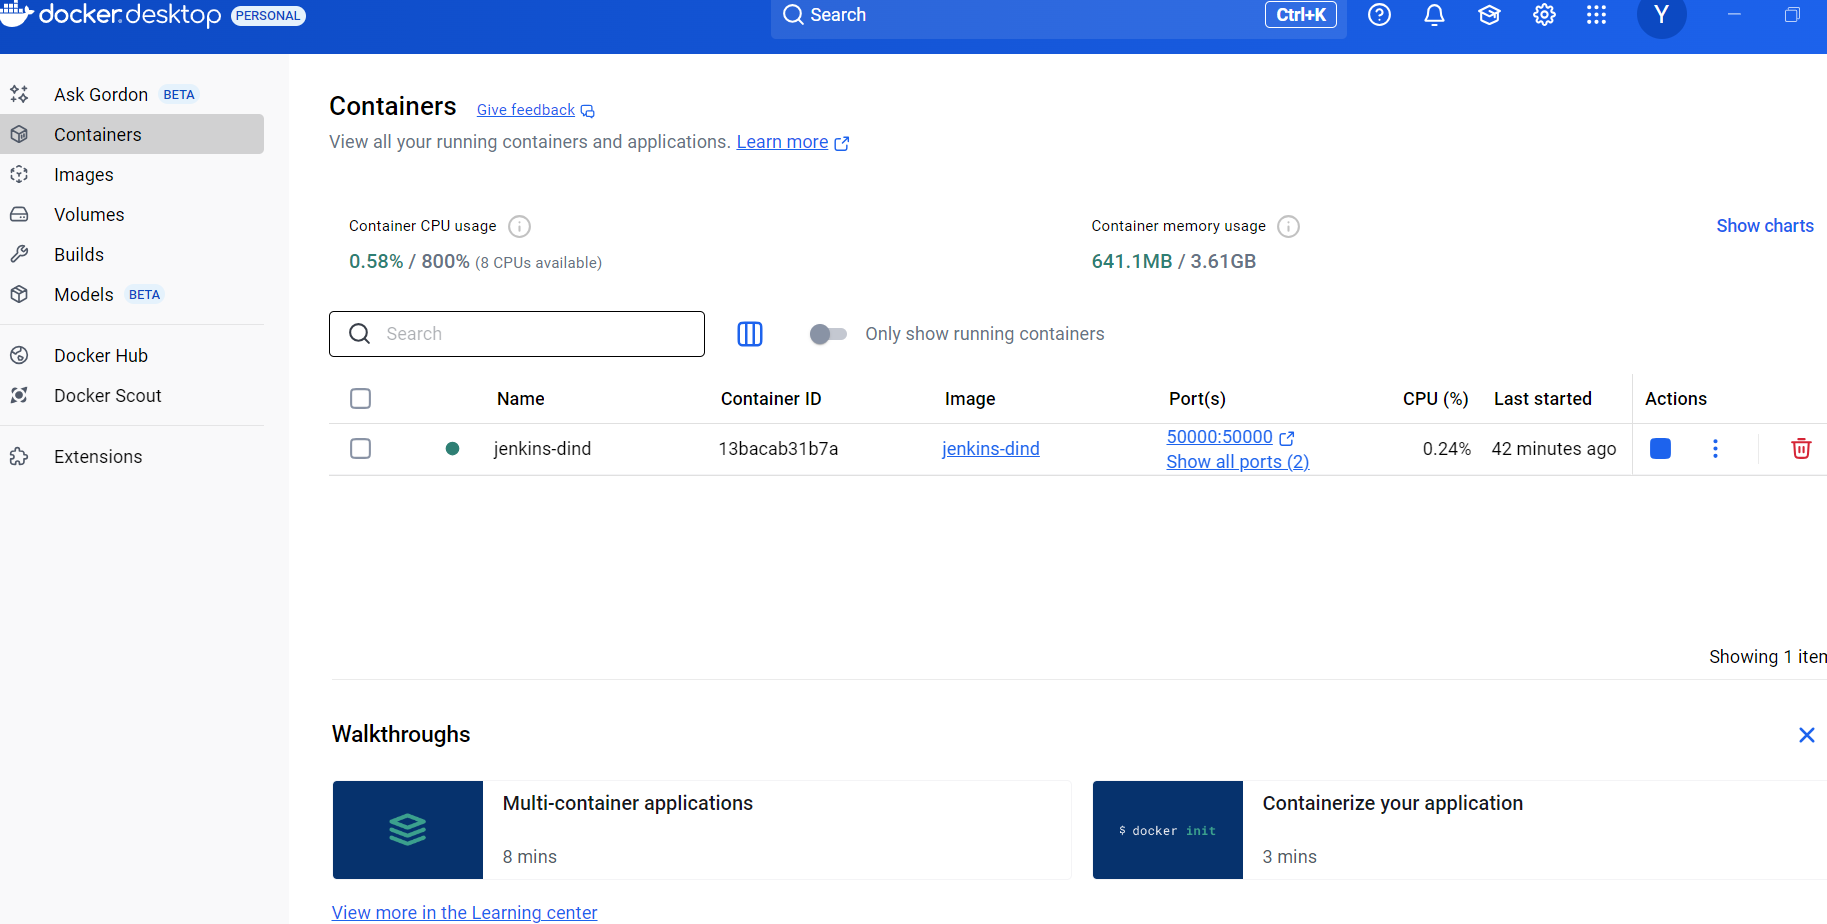 docker.desktop PERSONAL
Search Ctrl+K
Y
Ask Gordon BETA
Containers
Images
Volumes
Builds
Models BETA
Docker Hub
Docker Scout
Extensions
Containers Give feedback
View all your running containers and applications. Learn more
Container CPU usage
0.58% / 800% (8 CPUs available)
Container memory usage
641.1MB / 3.61GB
Show charts
Search
Only show running containers
Name Container ID Image Port(s) CPU (%) Last started Actions
jenkins-dind 13bacab31b7a jenkins-dind 50000:50000 0.24% 42 minutes ago
Show all ports (2)
Showing 1 item
Walkthroughs
Multi-container applications
8 mins
$ docker init
Containerize your application
3 mins
View more in the Learning center